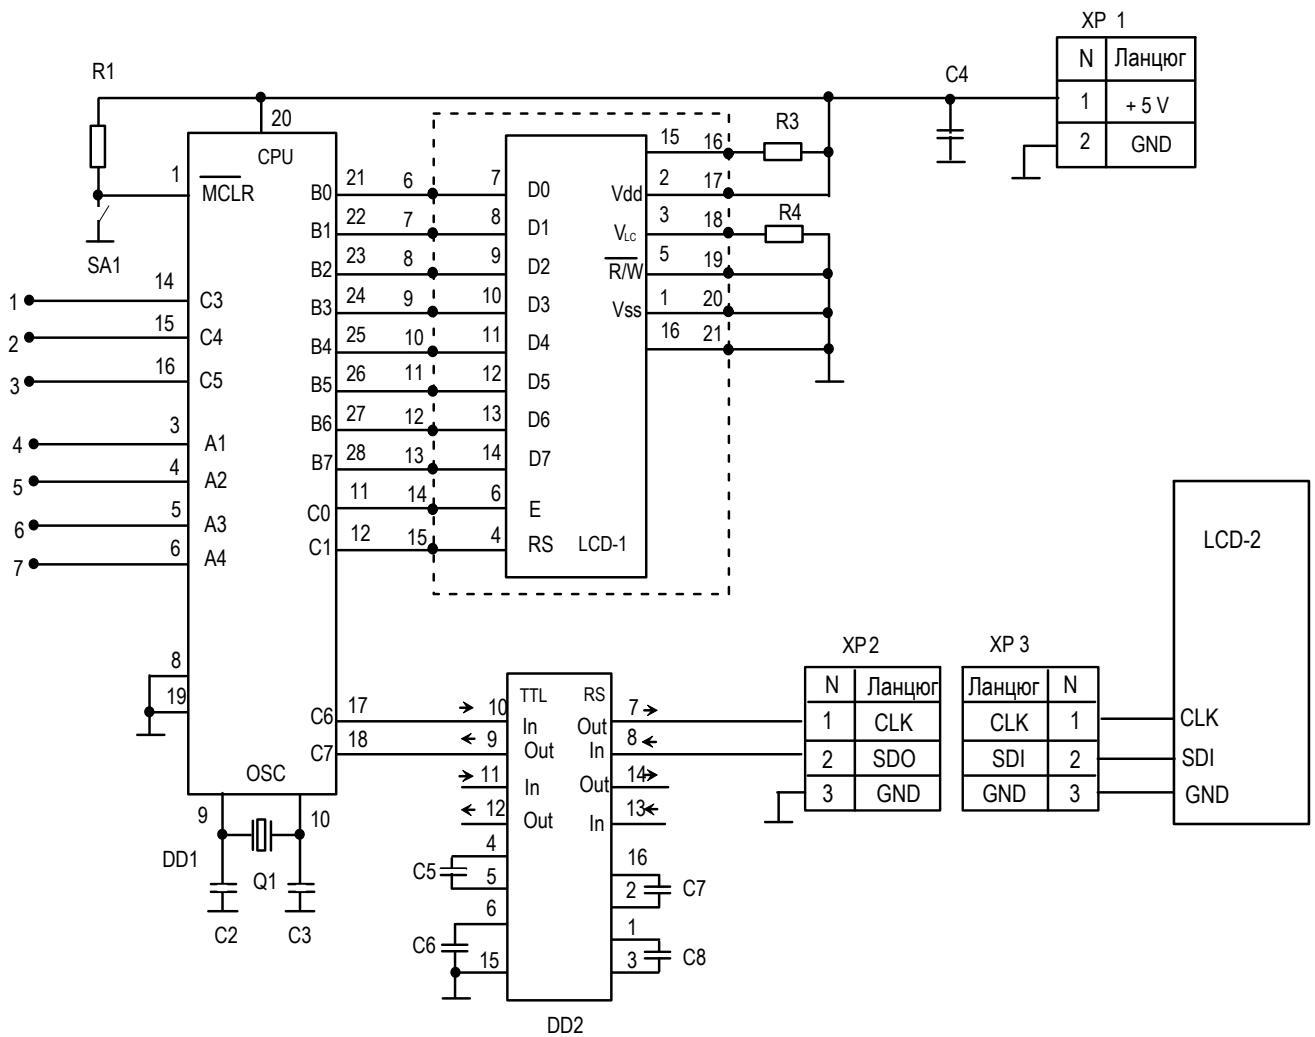 XP 1
N Ланцюг
1 + 5 V
2 GND
R1
C4
20
CPU
1
MCLR
SA1
R3
15 16
2 17
Vdd
3 18
VLC
R4
5 19
R/W
1 20
Vss
16 21
B0 21 6 7 D0
B1 22 7 8 D1
B2 23 8 9 D2
B3 24 9 10 D3
B4 25 10 11 D4
B5 26 11 12 D5
B6 27 12 13 D6
B7 28 13 14 D7
C0 11 14 6 E
C1 12 15 4 RS LCD-1
1 14 C3
2 15 C4
3 16 C5
4 3 A1
5 4 A2
6 5 A3
7 6 A4
8
19
C6 17
C7 18
OSC
9 10
DD1
Q1
C2 C3
TTL RS
10 In Out 7
9 Out In 8
11 In Out 14
12 Out In 13
4
C5
5
6
C6
15
16
2 C7
1
3 C8
DD2
XP2
N Ланцюг
1 CLK
2 SDO
3 GND
XP 3
Ланцюг N
CLK 1
SDI 2
GND 3
LCD-2
CLK
SDI
GND